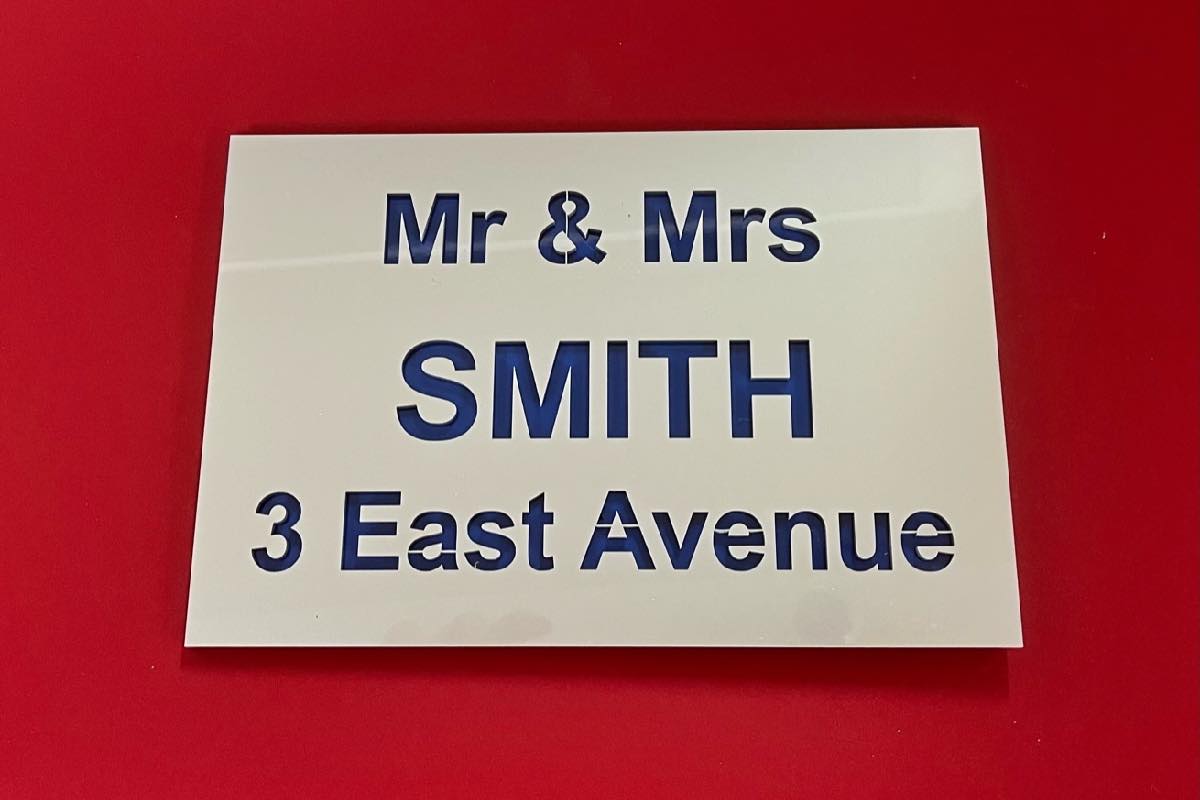 Mr & Mrs
SMITH
3 East Avenue